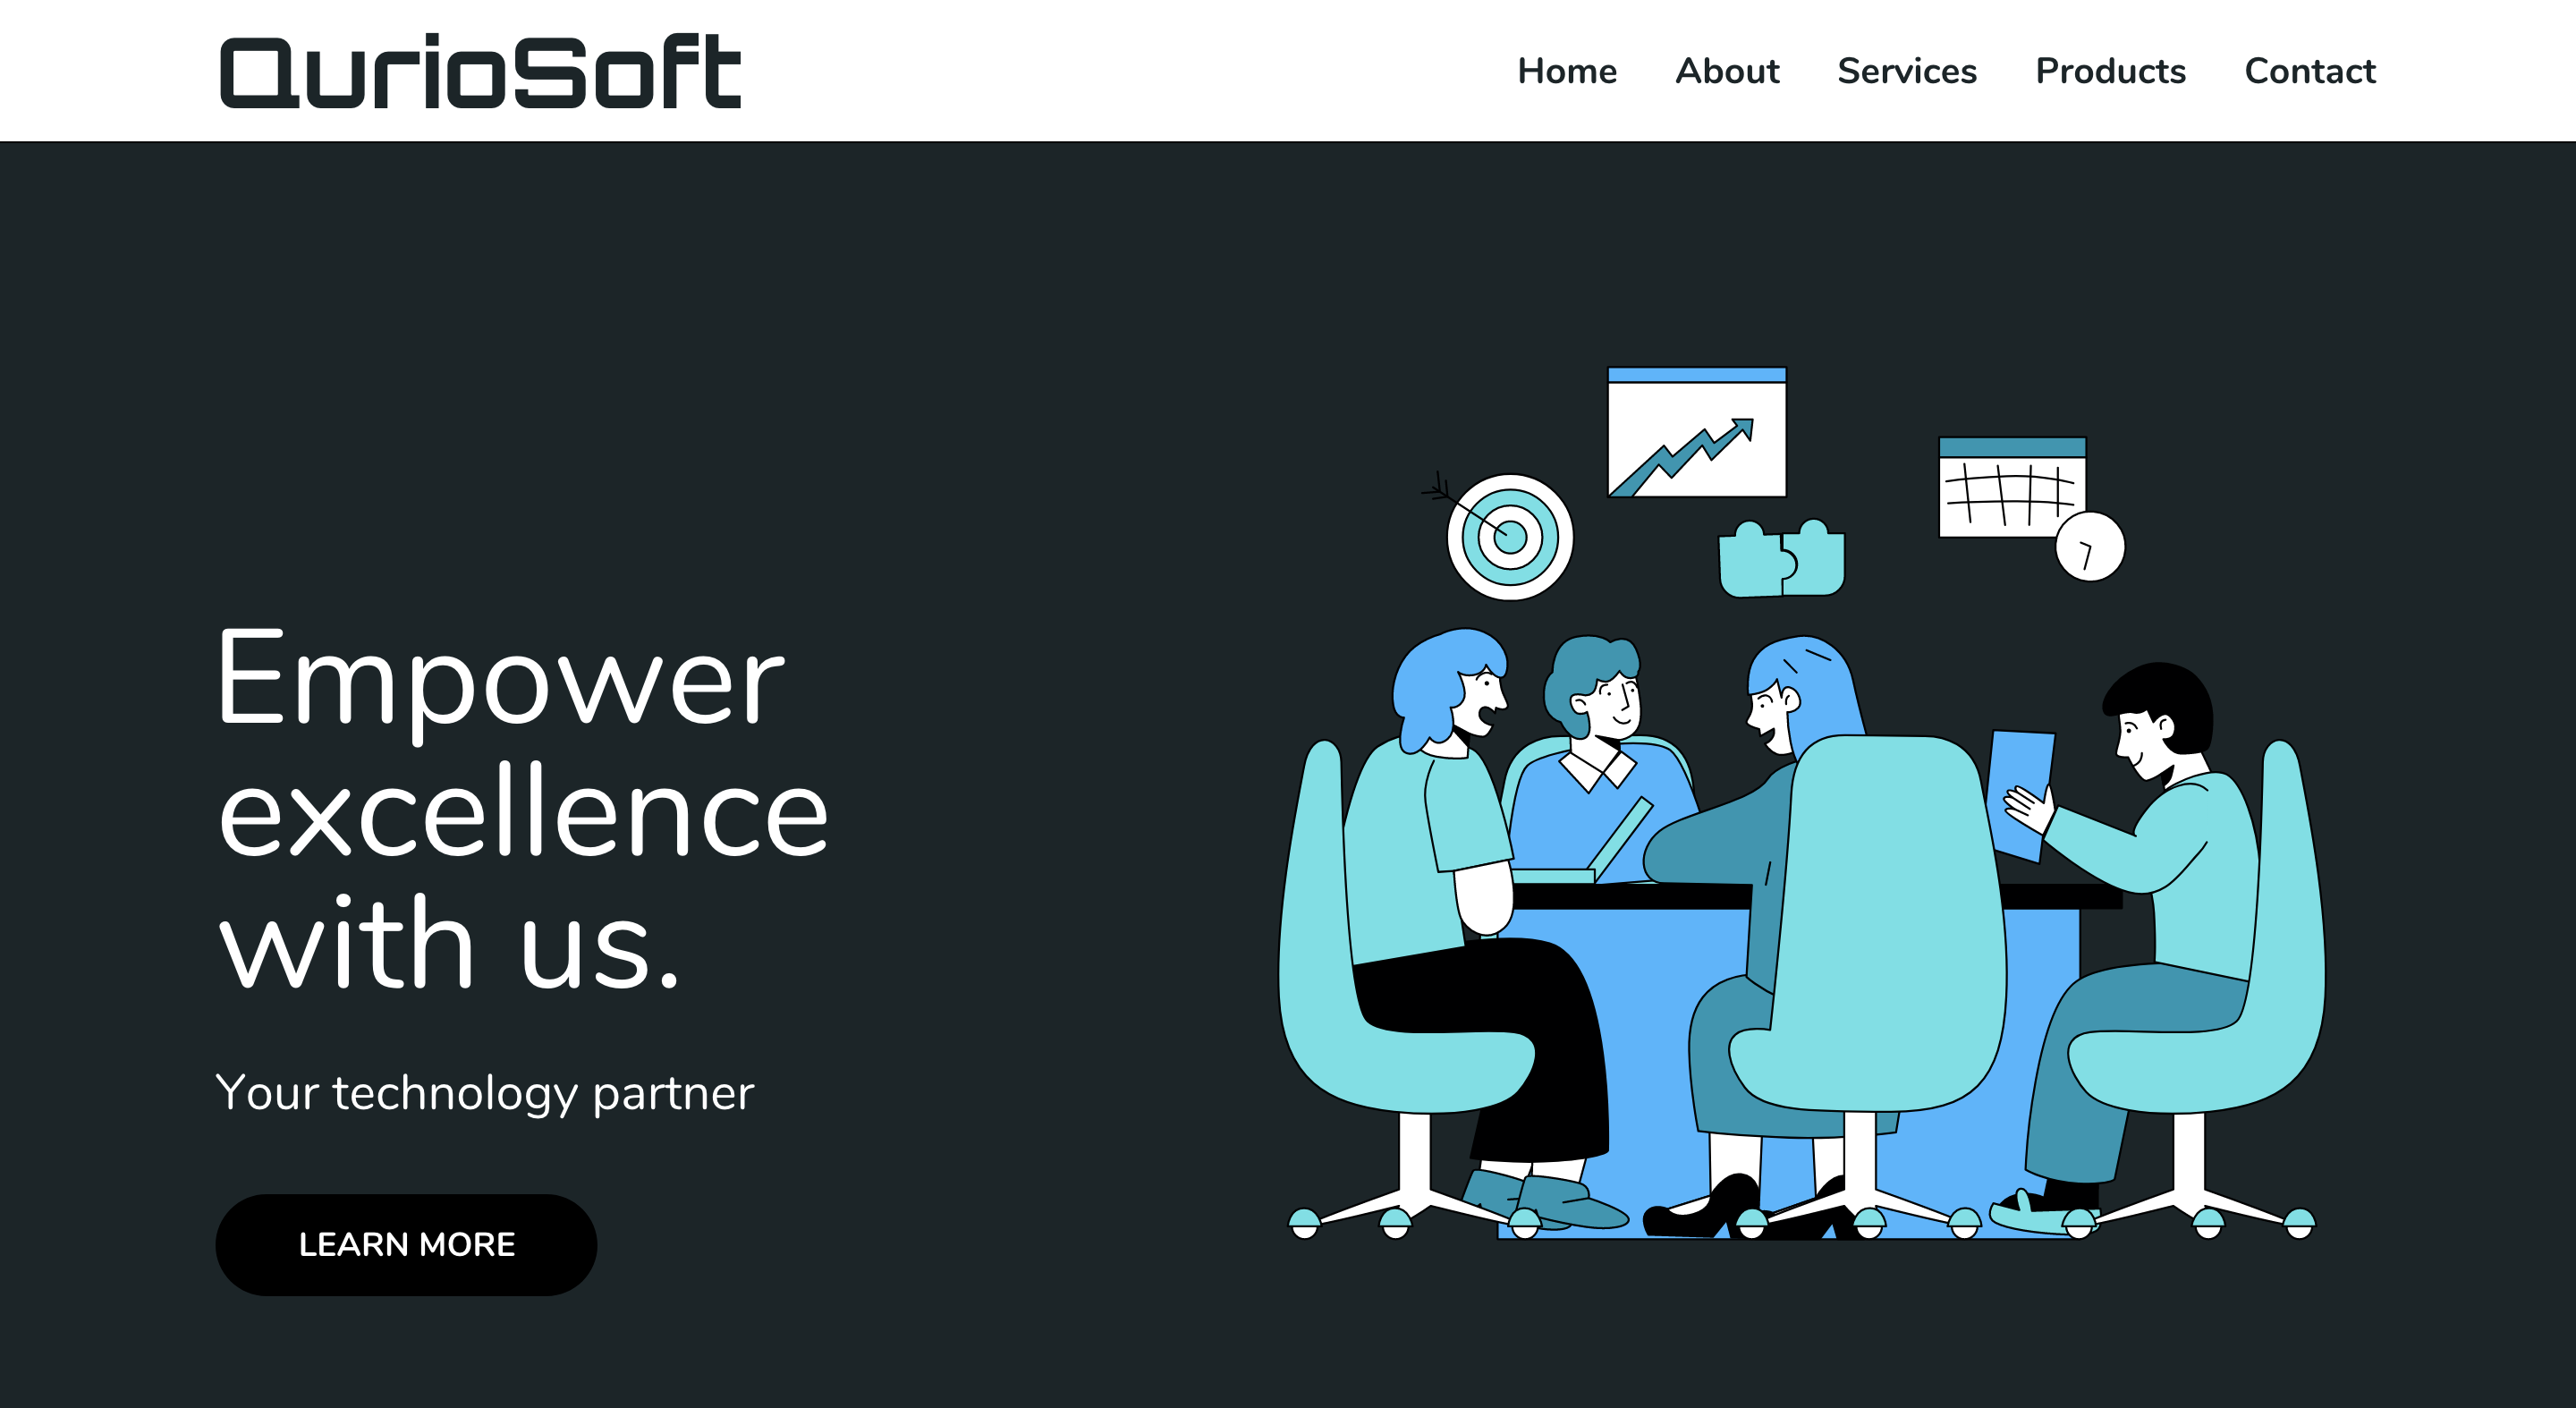 QurioSoft
Home About Services Products Contact
Empower
excellence
with us.
Your technology partner
LEARN MORE